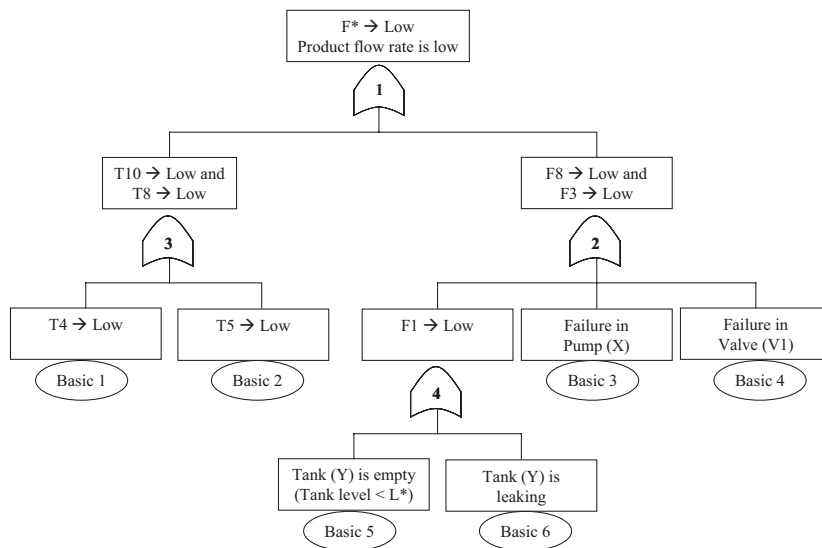 F* → Low
Product flow rate is low
1
T10 → Low and
T8 → Low
F8 → Low and
F3 → Low
3
2
T4 → Low
T5 → Low
F1 → Low
Failure in
Pump (X)
Failure in
Valve (V1)
Basic 1
Basic 2
Basic 3
Basic 4
4
Tank (Y) is empty
(Tank level < L*)
Tank (Y) is
leaking
Basic 5
Basic 6